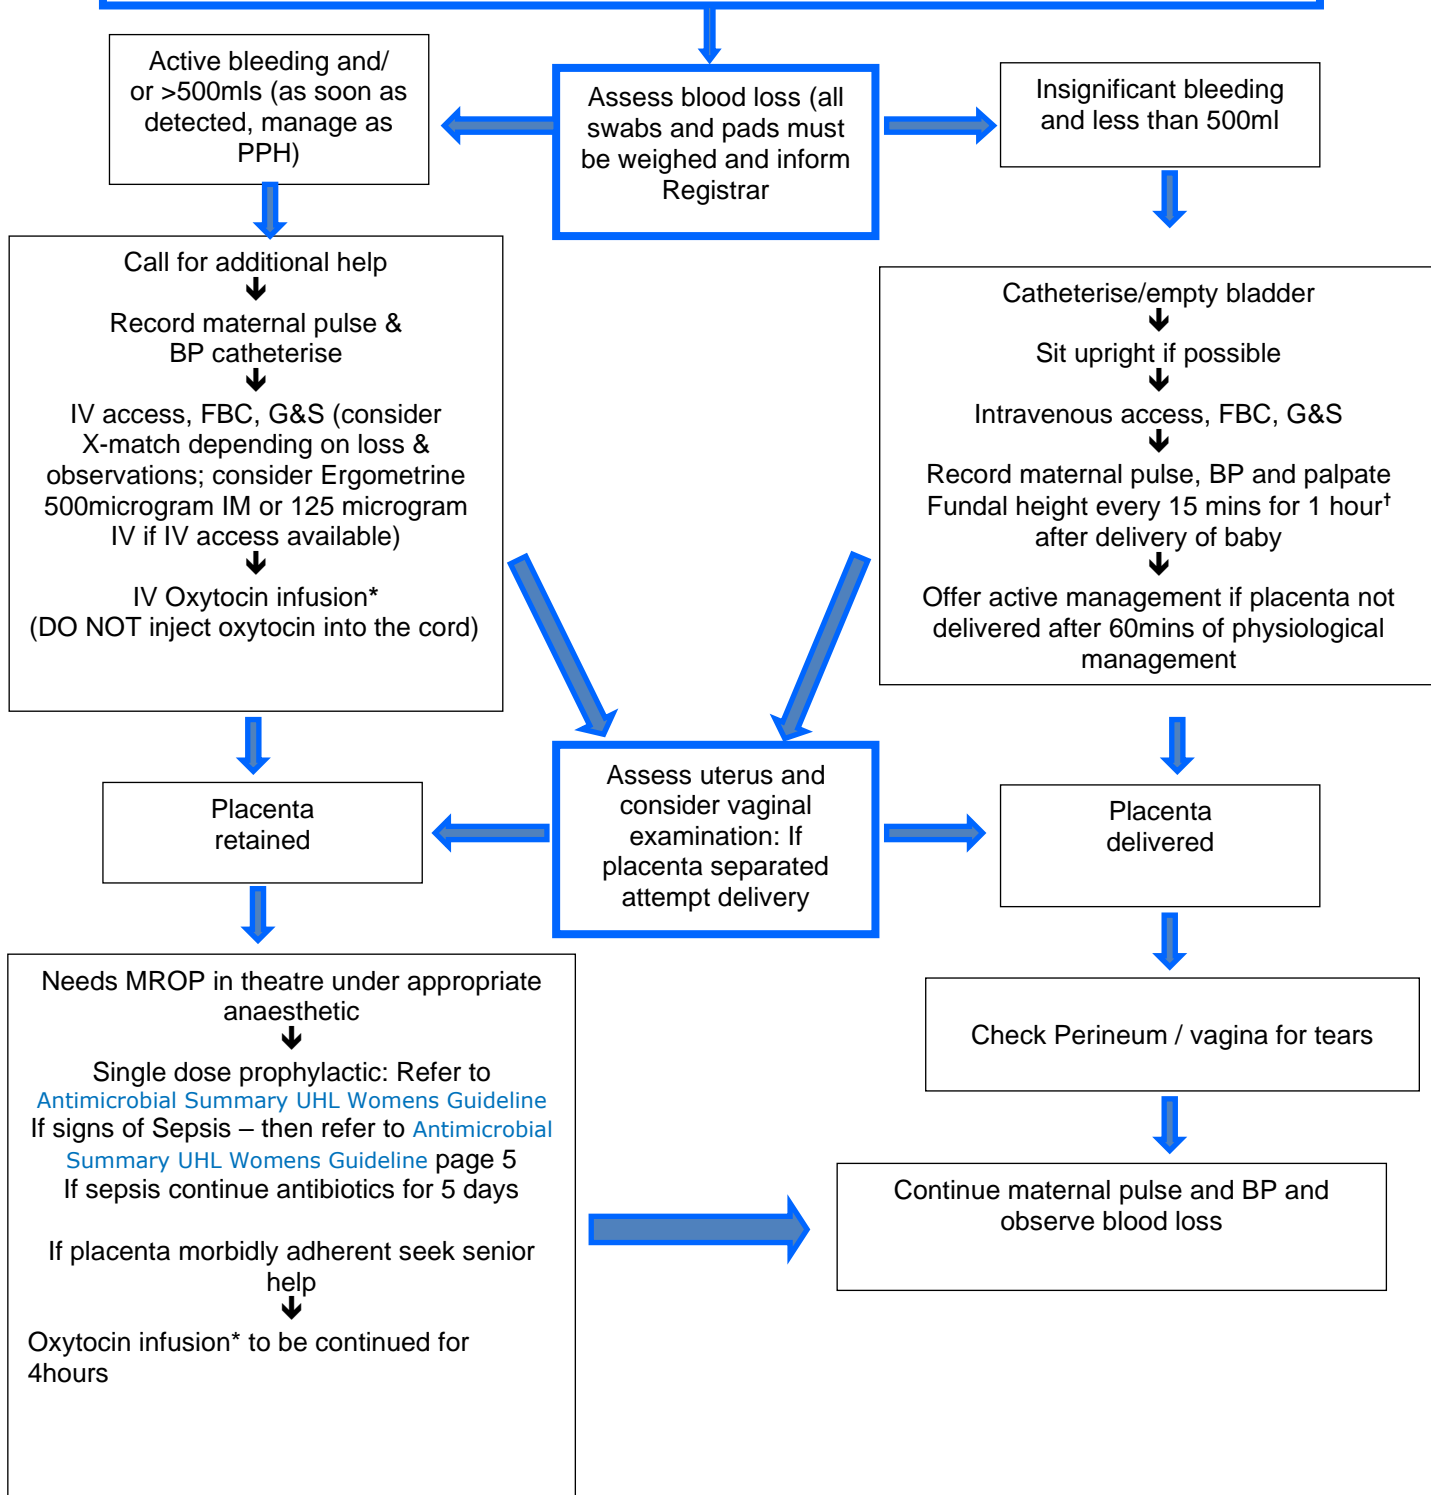 Active bleeding and/
or >500mls (as soon as
detected, manage as
PPH)
Assess blood loss (all
swabs and pads must
be weighed and inform
Registrar
Insignificant bleeding
and less than 500ml
Call for additional help
Record maternal pulse &
BP catheterise
IV access, FBC, G&S (consider
X-match depending on loss &
observations; consider Ergometrine
500microgram IM or 125 microgram
IV if IV access available)
IV Oxytocin infusion*
(DO NOT inject oxytocin into the cord)
Catheterise/empty bladder
Sit upright if possible
Intravenous access, FBC, G&S
Record maternal pulse, BP and palpate
Fundal height every 15 mins for 1 hour†
after delivery of baby
Offer active management if placenta not
delivered after 60mins of physiological
management
Placenta
retained
Assess uterus and
consider vaginal
examination: If
placenta separated
attempt delivery
Placenta
delivered
Needs MROP in theatre under appropriate
anaesthetic
Single dose prophylactic: Refer to
Antimicrobial Summary UHL Womens Guideline
If signs of Sepsis – then refer to Antimicrobial
Summary UHL Womens Guideline page 5
If sepsis continue antibiotics for 5 days
If placenta morbidly adherent seek senior
help
Oxytocin infusion* to be continued for
4hours
Check Perineum / vagina for tears
Continue maternal pulse and BP and
observe blood loss